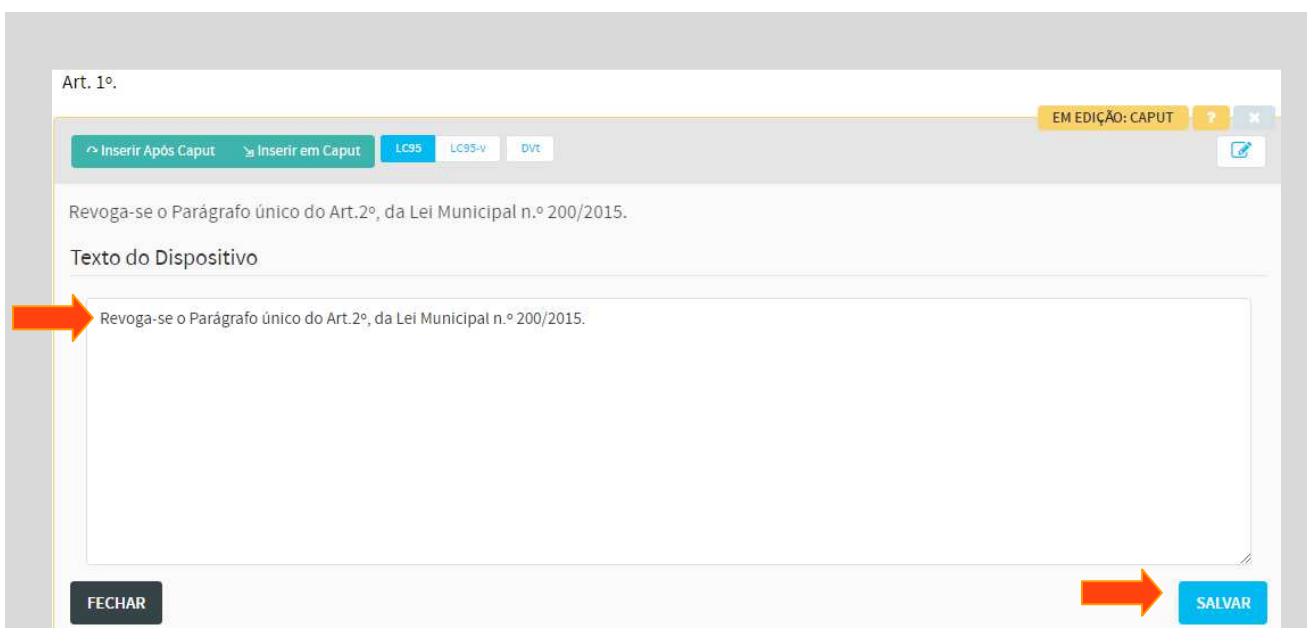 Art. 1º.
EM EDIÇÃO: CAPUT ? ×
Inserir Após Caput Inserir em Caput LC95 LC95-v DVt
Revoga-se o Parágrafo único do Art.2º, da Lei Municipal n.º 200/2015.
Texto do Dispositivo
Revoga-se o Parágrafo único do Art.2º, da Lei Municipal n.º 200/2015.
FECHAR SALVAR